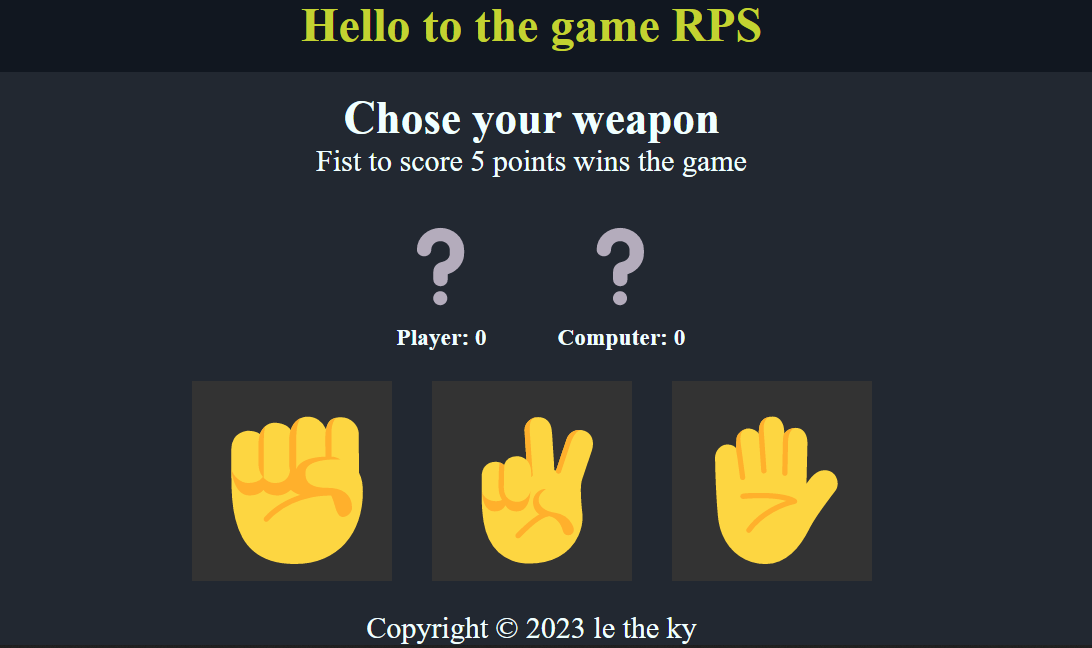 Hello to the game RPS
Chose your weapon
Fist to score 5 points wins the game
? ?
Player: 0 Computer: 0
Copyright © 2023 le the ky